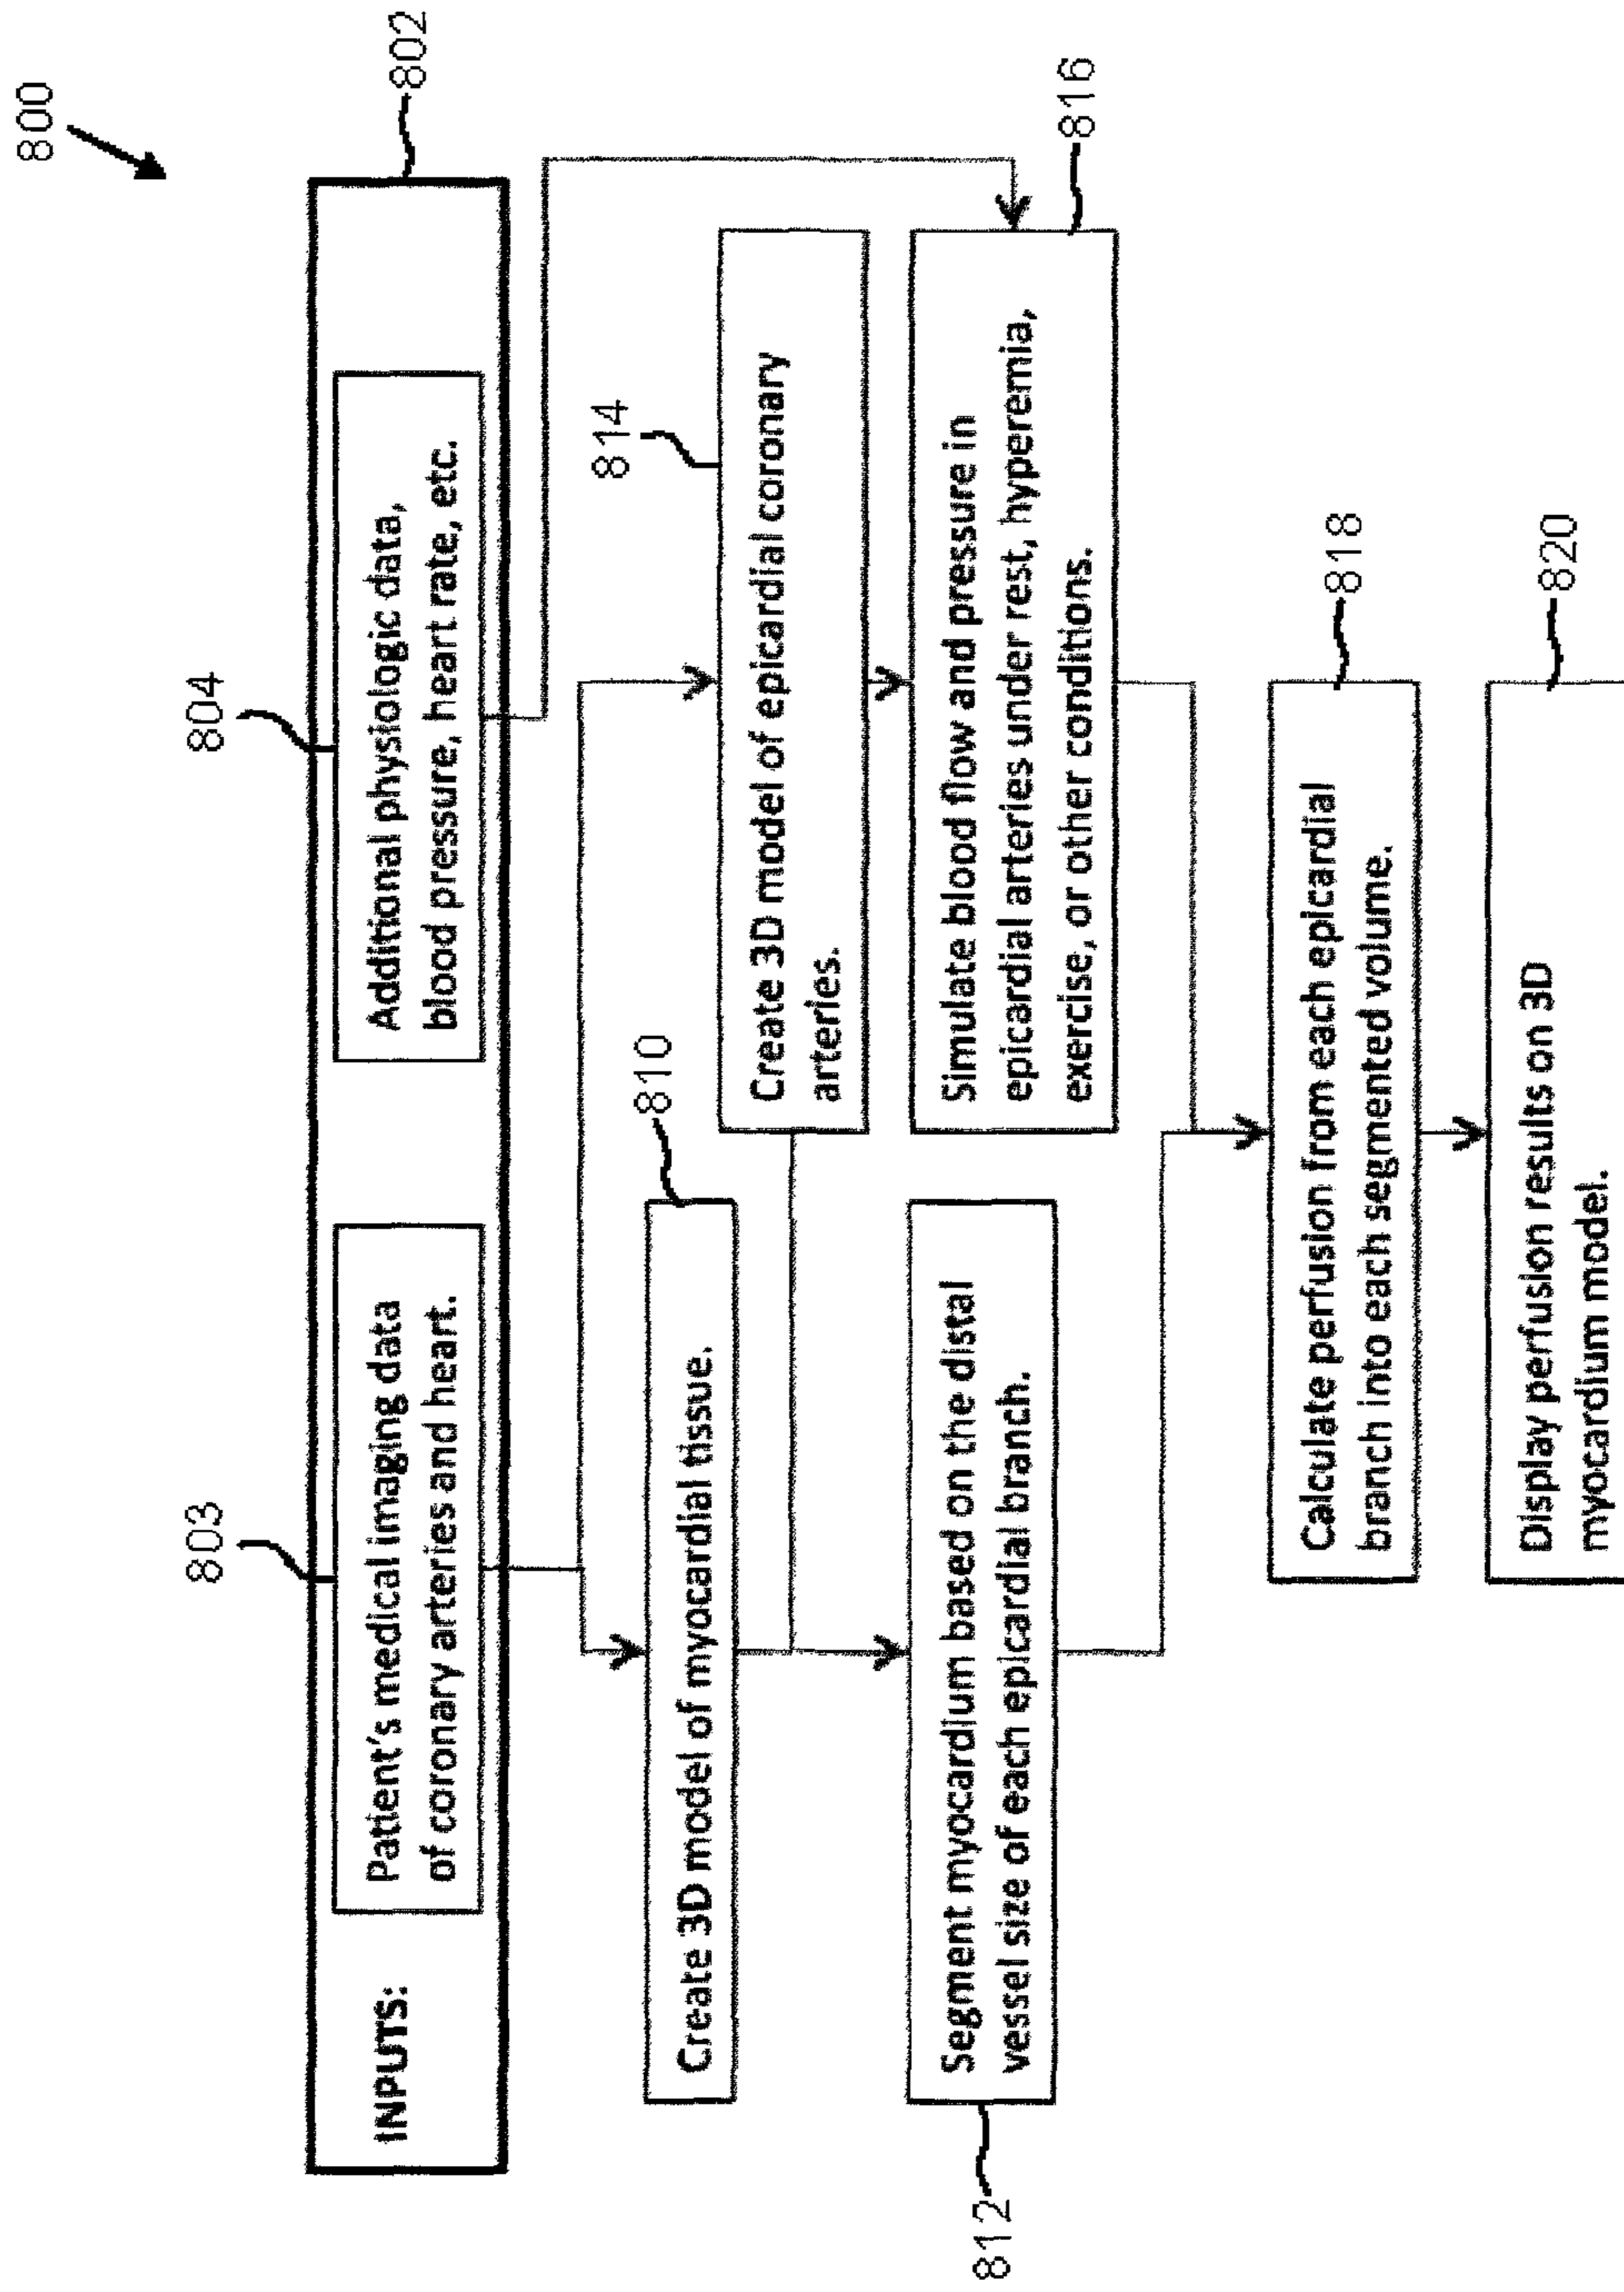 800
802
INPUTS:
803
Patient's medical imaging data
of coronary arteries and heart.
804
Additional physiologic data,
blood pressure, heart rate, etc.
810
Create 3D model of myocardial tissue.
814
Create 3D model of epicardial coronary
arteries.
812
Segment myocardium based on the distal
vessel size of each epicardial branch.
816
Simulate blood flow and pressure in
epicardial arteries under rest, hyperemia,
exercise, or other conditions.
818
Calculate perfusion from each epicardial
branch into each segmented volume.
820
Display perfusion results on 3D
myocardium model.